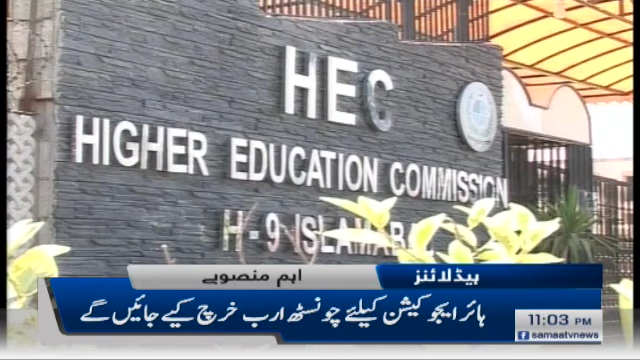 HEC
HIGHER EDUCATION COMMISSION
H-9 ISLAMABA
ہیڈلائنز
اہم منصوبے
ہائر ایجوکیشن کیلئے چونسٹھ ارب خرچ کیے جائیں گے
11:03 PM
samaatvnews